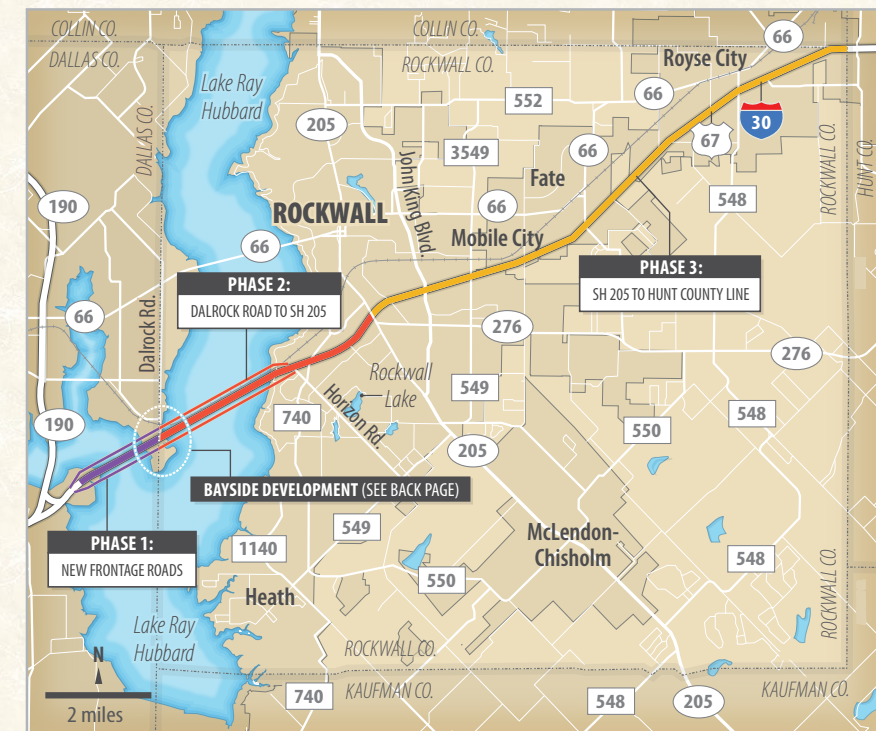 COLLIN CO.
DALLAS CO.
COLLIN CO.
ROCKWALL CO.
66
Royse City
Lake Ray
Hubbard
DALLAS CO.
552
66
30
205
67
ROCKWALL CO.
HUNT CO.
3549
66
John King Blvd.
Fate
190
548
ROCKWALL
66
66
Mobile City
PHASE 2:
DALROCK ROAD TO SH 205
PHASE 3:
SH 205 TO HUNT COUNTY LINE
66
Dalrock Rd.
276
276
Rockwall
Lake
549
Horizon Rd.
740
548
190
550
205
BAYSIDE DEVELOPMENT (SEE BACK PAGE)
PHASE 1:
NEW FRONTAGE ROADS
549
McLendon-
Chisholm
1140
548
550
Heath
ROCKWALL CO.
Lake Ray
Hubbard
ROCKWALL CO.
N
KAUFMAN CO.
KAUFMAN CO.
740
548
205
2 miles